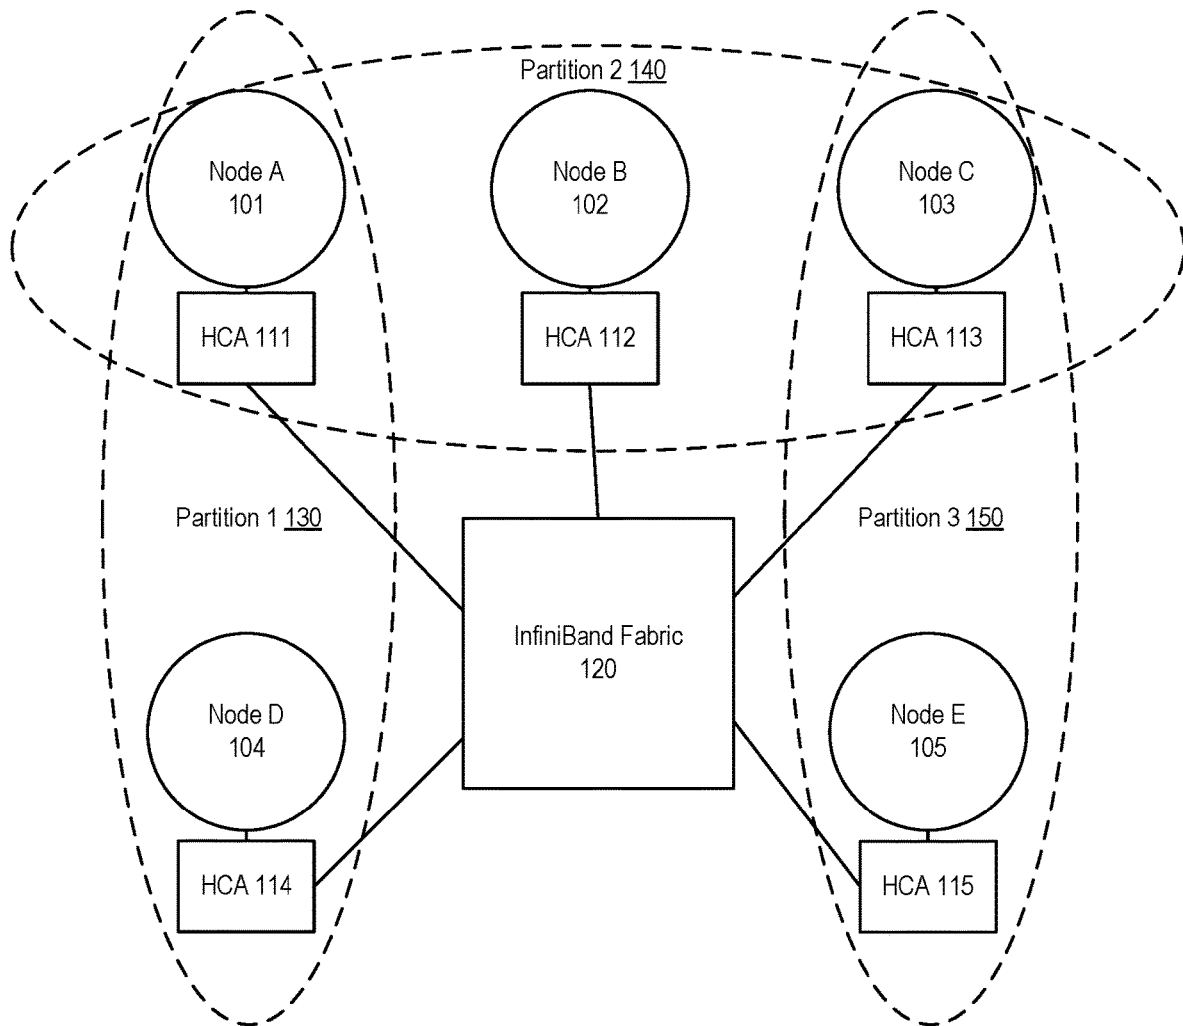 Partition 2 140
Node A
101
Node B
102
Node C
103
HCA 111
HCA 112
HCA 113
Partition 1 130
Partition 3 150
InfiniBand Fabric
120
Node D
104
Node E
105
HCA 114
HCA 115